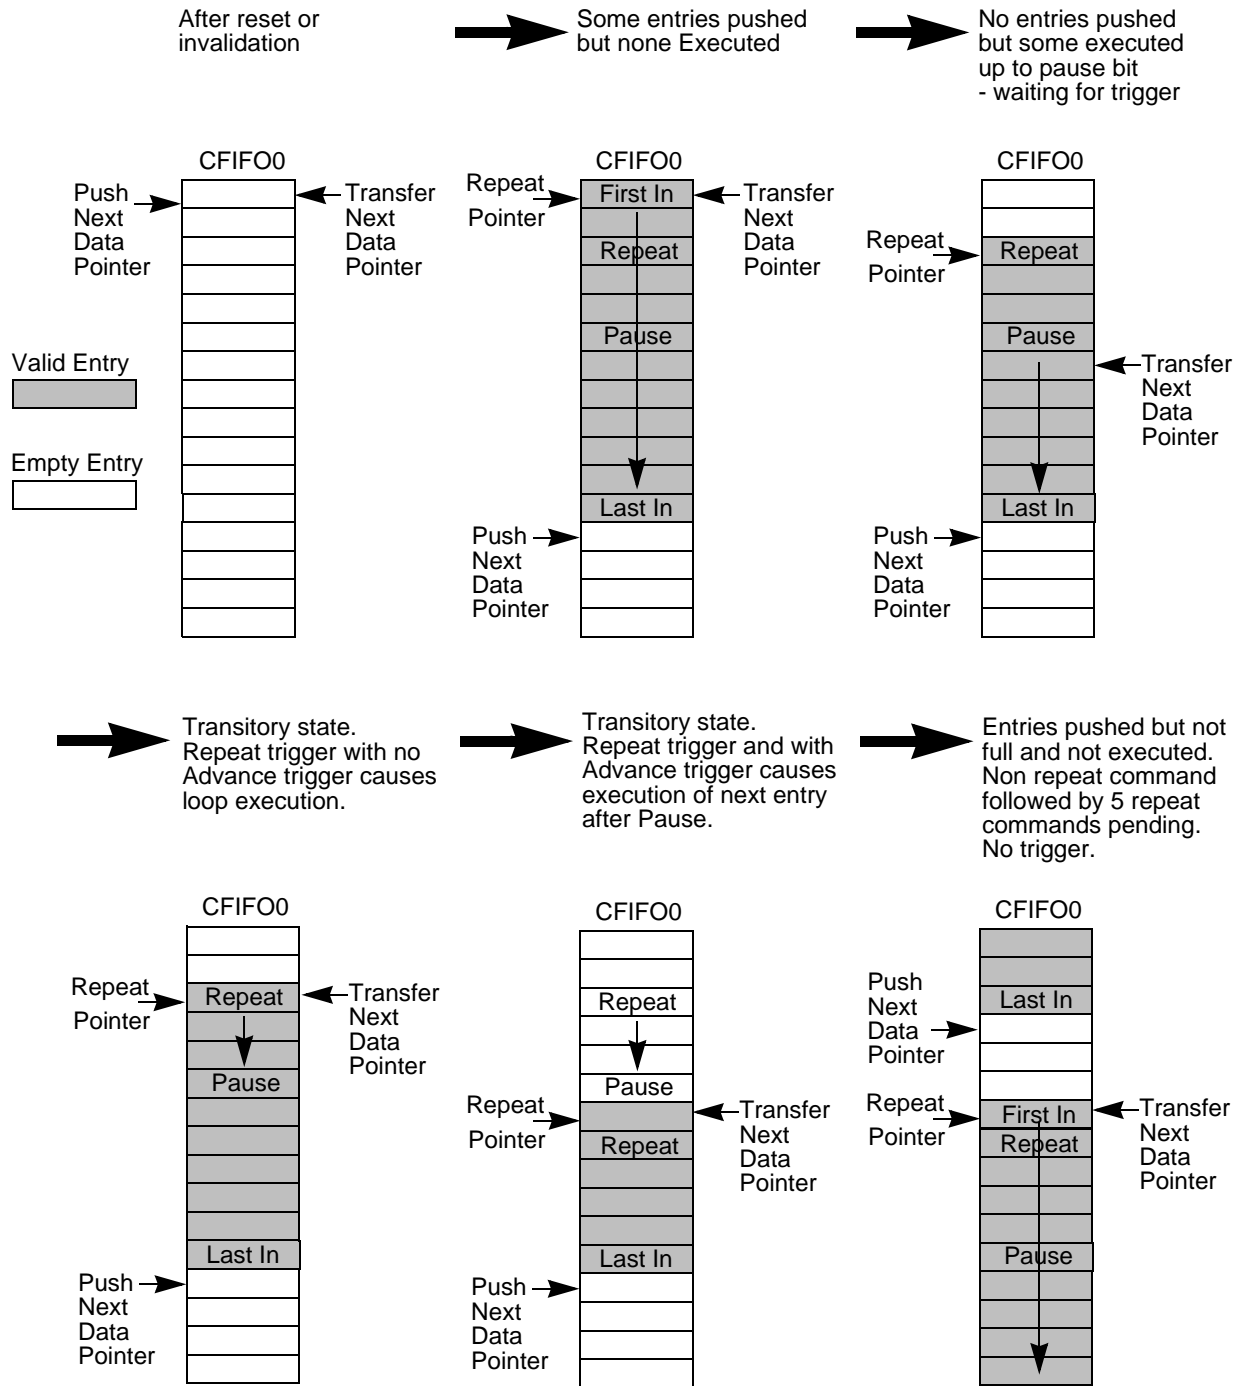 After reset or
invalidation
Some entries pushed
but none Executed
No entries pushed
but some executed
up to pause bit
- waiting for trigger
CFIFO0
Push
Next
Data
Pointer
Transfer
Next
Data
Pointer
Valid Entry
Empty Entry
CFIFO0
Repeat
Pointer
First In
Repeat
Pause
Last In
Transfer
Next
Data
Pointer
Push
Next
Data
Pointer
CFIFO0
Repeat
Pointer
Repeat
Pause
Last In
Transfer
Next
Data
Pointer
Push
Next
Data
Pointer
Transitory state.
Repeat trigger with no
Advance trigger causes
loop execution.
Transitory state.
Repeat trigger and with
Advance trigger causes
execution of next entry
after Pause.
Entries pushed but not
full and not executed.
Non repeat command
followed by 5 repeat
commands pending.
No trigger.
CFIFO0
Repeat
Pointer
Repeat
Pause
Last In
Transfer
Next
Data
Pointer
Push
Next
Data
Pointer
CFIFO0
Repeat
Pause
Repeat
Pointer
Repeat
Last In
Transfer
Next
Data
Pointer
Push
Next
Data
Pointer
CFIFO0
Push
Next
Data
Pointer
Last In
Repeat
Pointer
First In
Repeat
Pause
Transfer
Next
Data
Pointer